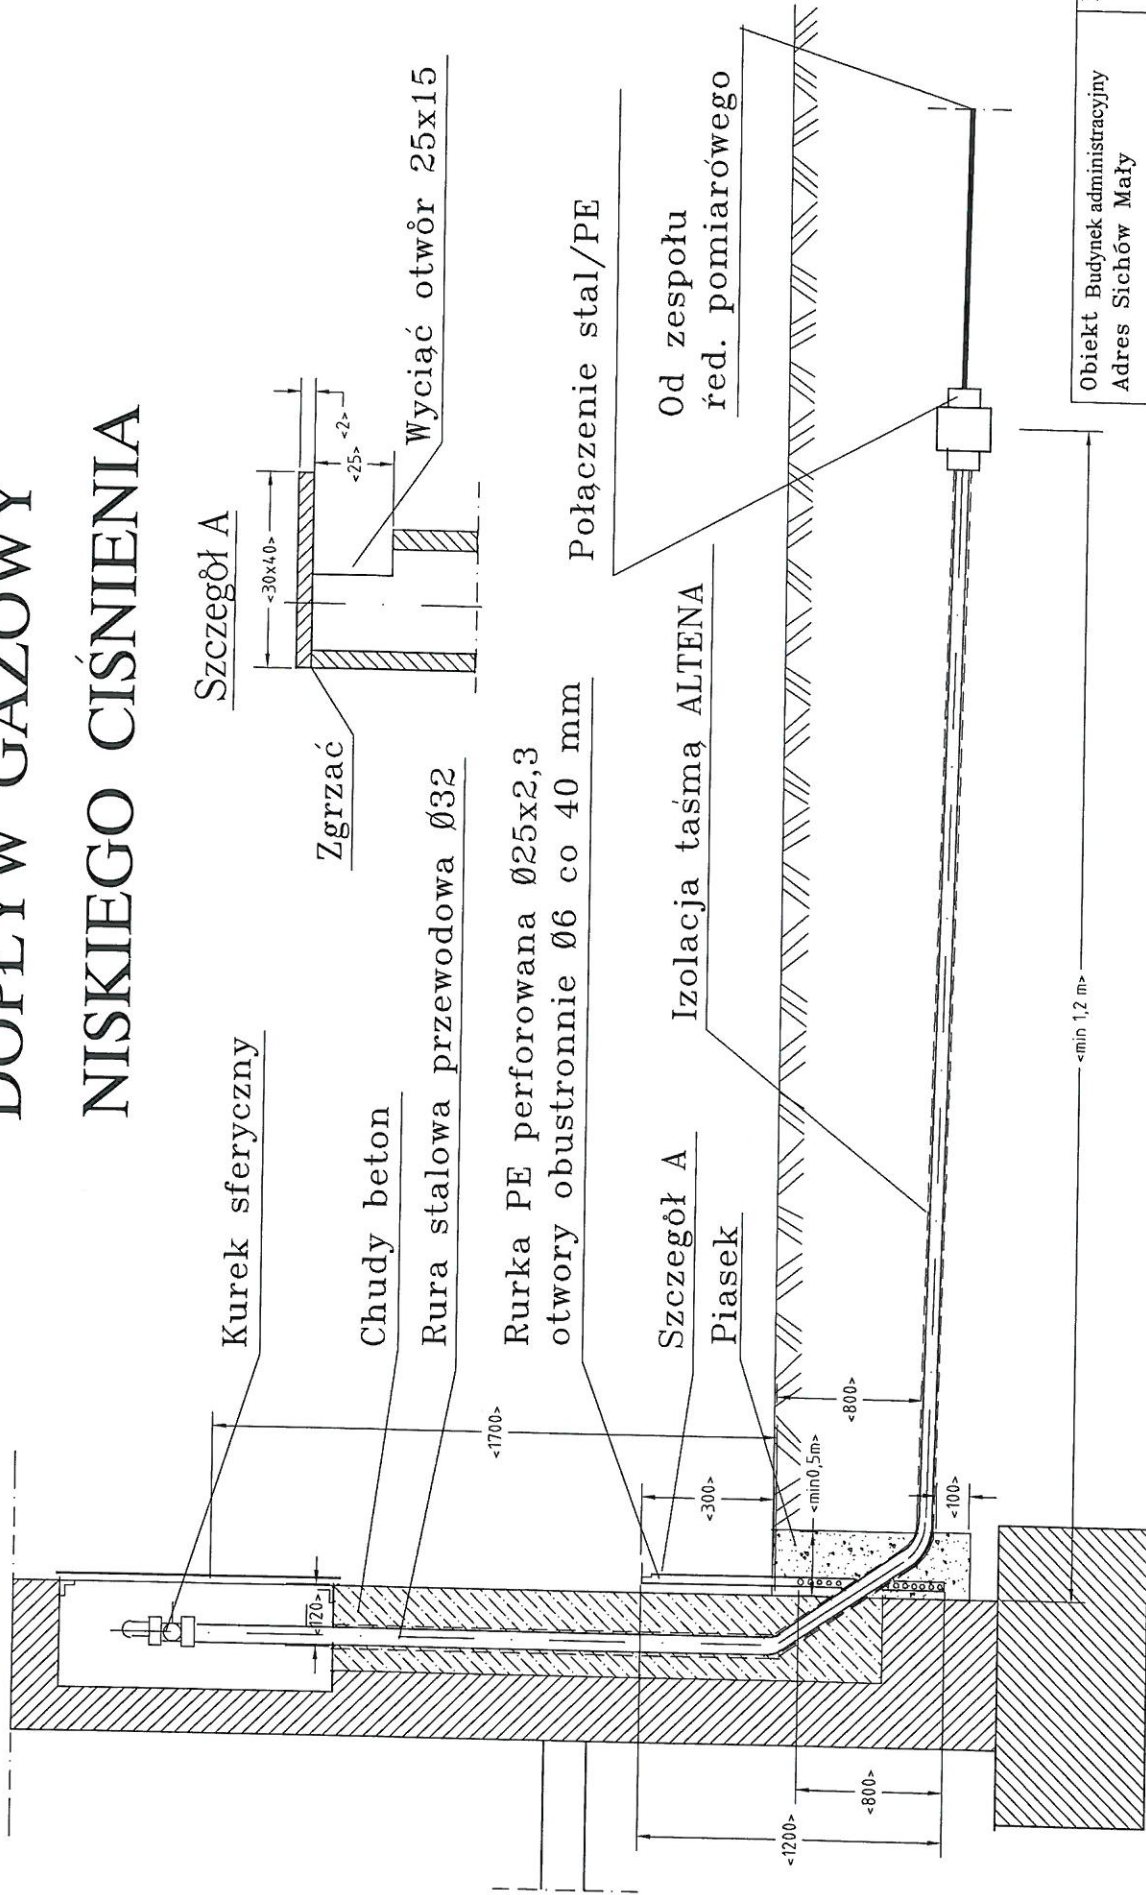 DOPŁYW GAZOWY
NISKIEGO CIŚNIENIA
Szczegół A
<30x40>
<2>
<25>
Wyciąć otwór 25x15
Zgrzać
Kurek sferyczny
Chudy beton
Rura stalowa przewodowa Ø32
Rurka PE perforowana Ø25x2,3
otwory obustronnie Ø6 co 40 mm
Szczegół A
Piasek
Izolacja taśmą ALTENA
Połączenie stal/PE
Od zespołu
ŕed. pomiarówego
<1700>
<120>
<300>
<min0,5m>
<800>
<100>
<800>
<1200>
<min 1,2 m>
Obiekt Budynek administracyjny
Adres Sichów Mały